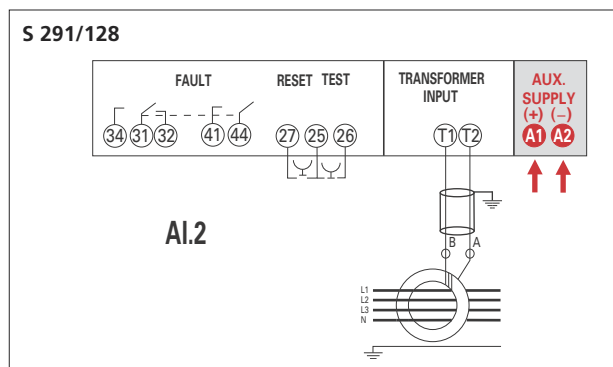 S 291/128
FAULT
RESET TEST
TRANSFORMER
INPUT
AUX.
SUPPLY
(+) (−)
34 31 32 41 44 27 25 26 T1 T2 A1 A2
AI.2
B A
L1
L2
L3
N